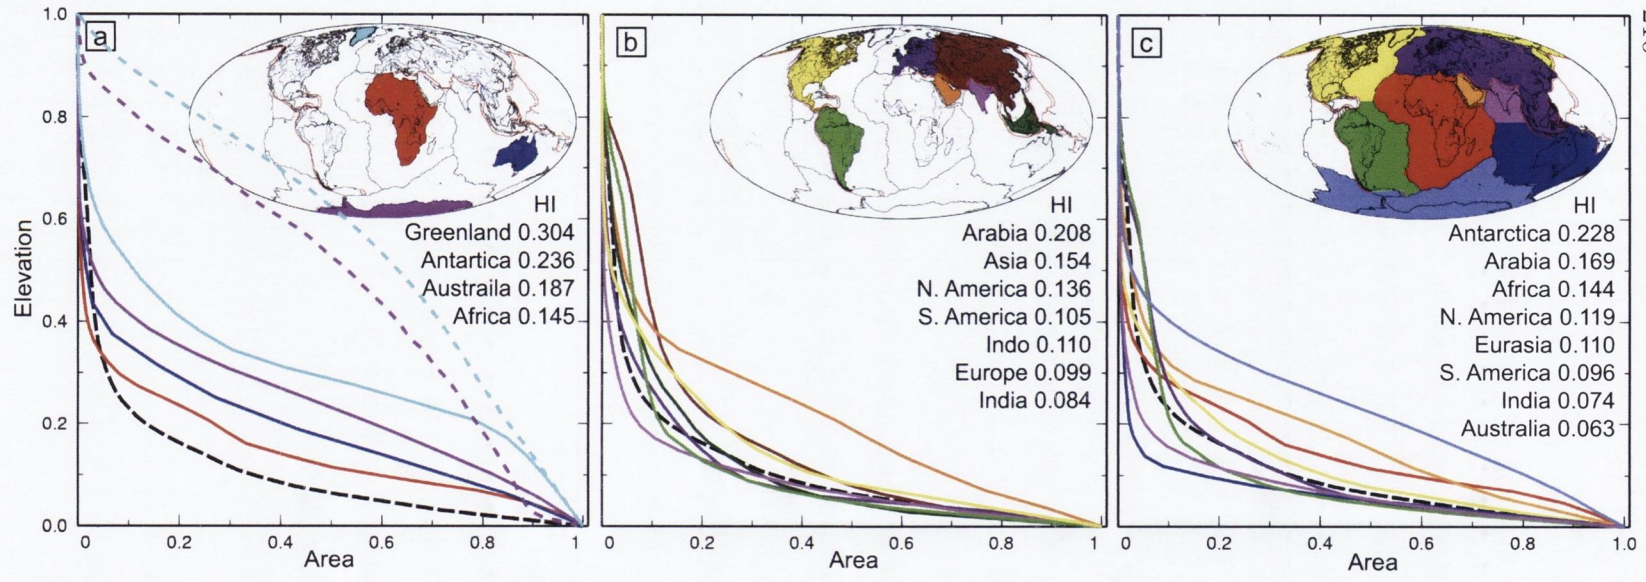 a
HI
Greenland 0.304
Antartica 0.236
Austraila 0.187
Africa 0.145
Elevation
1.0
0.8
0.6
0.4
0.2
0.0
0 0.2 0.4 0.6 0.8 1
Area
b
HI
Arabia 0.208
Asia 0.154
N. America 0.136
S. America 0.105
Indo 0.110
Europe 0.099
India 0.084
0 0.2 0.4 0.6 0.8 1
Area
c
HI
Antarctica 0.228
Arabia 0.169
Africa 0.144
N. America 0.119
Eurasia 0.110
S. America 0.096
India 0.074
Australia 0.063
0 0.2 0.4 0.6 0.8 1.0
Area